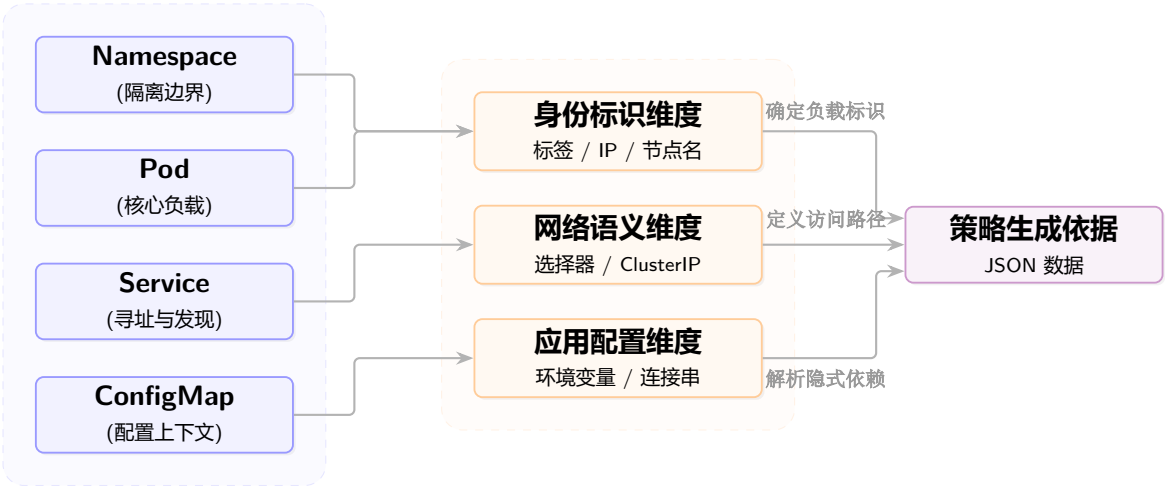 Namespace
(隔离边界)
Pod
(核心负载)
Service
(寻址与发现)
ConfigMap
(配置上下文)
身份标识维度
标签 / IP / 节点名
网络语义维度
选择器 / ClusterIP
应用配置维度
环境变量 / 连接串
确定负载标识
定义访问路径
解析隐式依赖
策略生成依据
JSON 数据